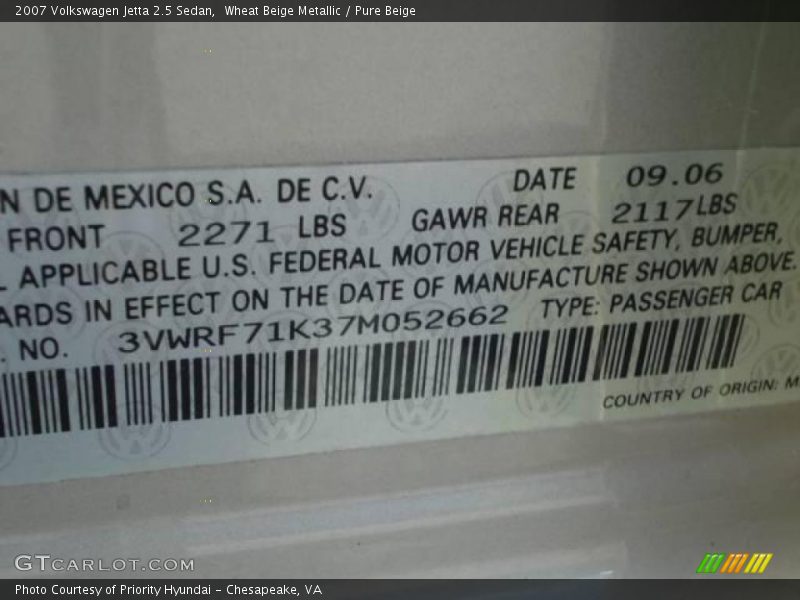 2007 Volkswagen Jetta 2.5 Sedan,  Wheat Beige Metallic / Pure Beige
N DE MEXICO S.A. DE C.V. DATE 09.06
FRONT 2271 LBS GAWR REAR 2117LBS
APPLICABLE U.S. FEDERAL MOTOR VEHICLE SAFETY, BUMPER,
ARDS IN EFFECT ON THE DATE OF MANUFACTURE SHOWN ABOVE.
. NO. 3VWRF71K37M052662 TYPE: PASSENGER CAR
COUNTRY OF ORIGIN: M
GTCARLOT.COM
Photo Courtesy of Priority Hyundai – Chesapeake, VA